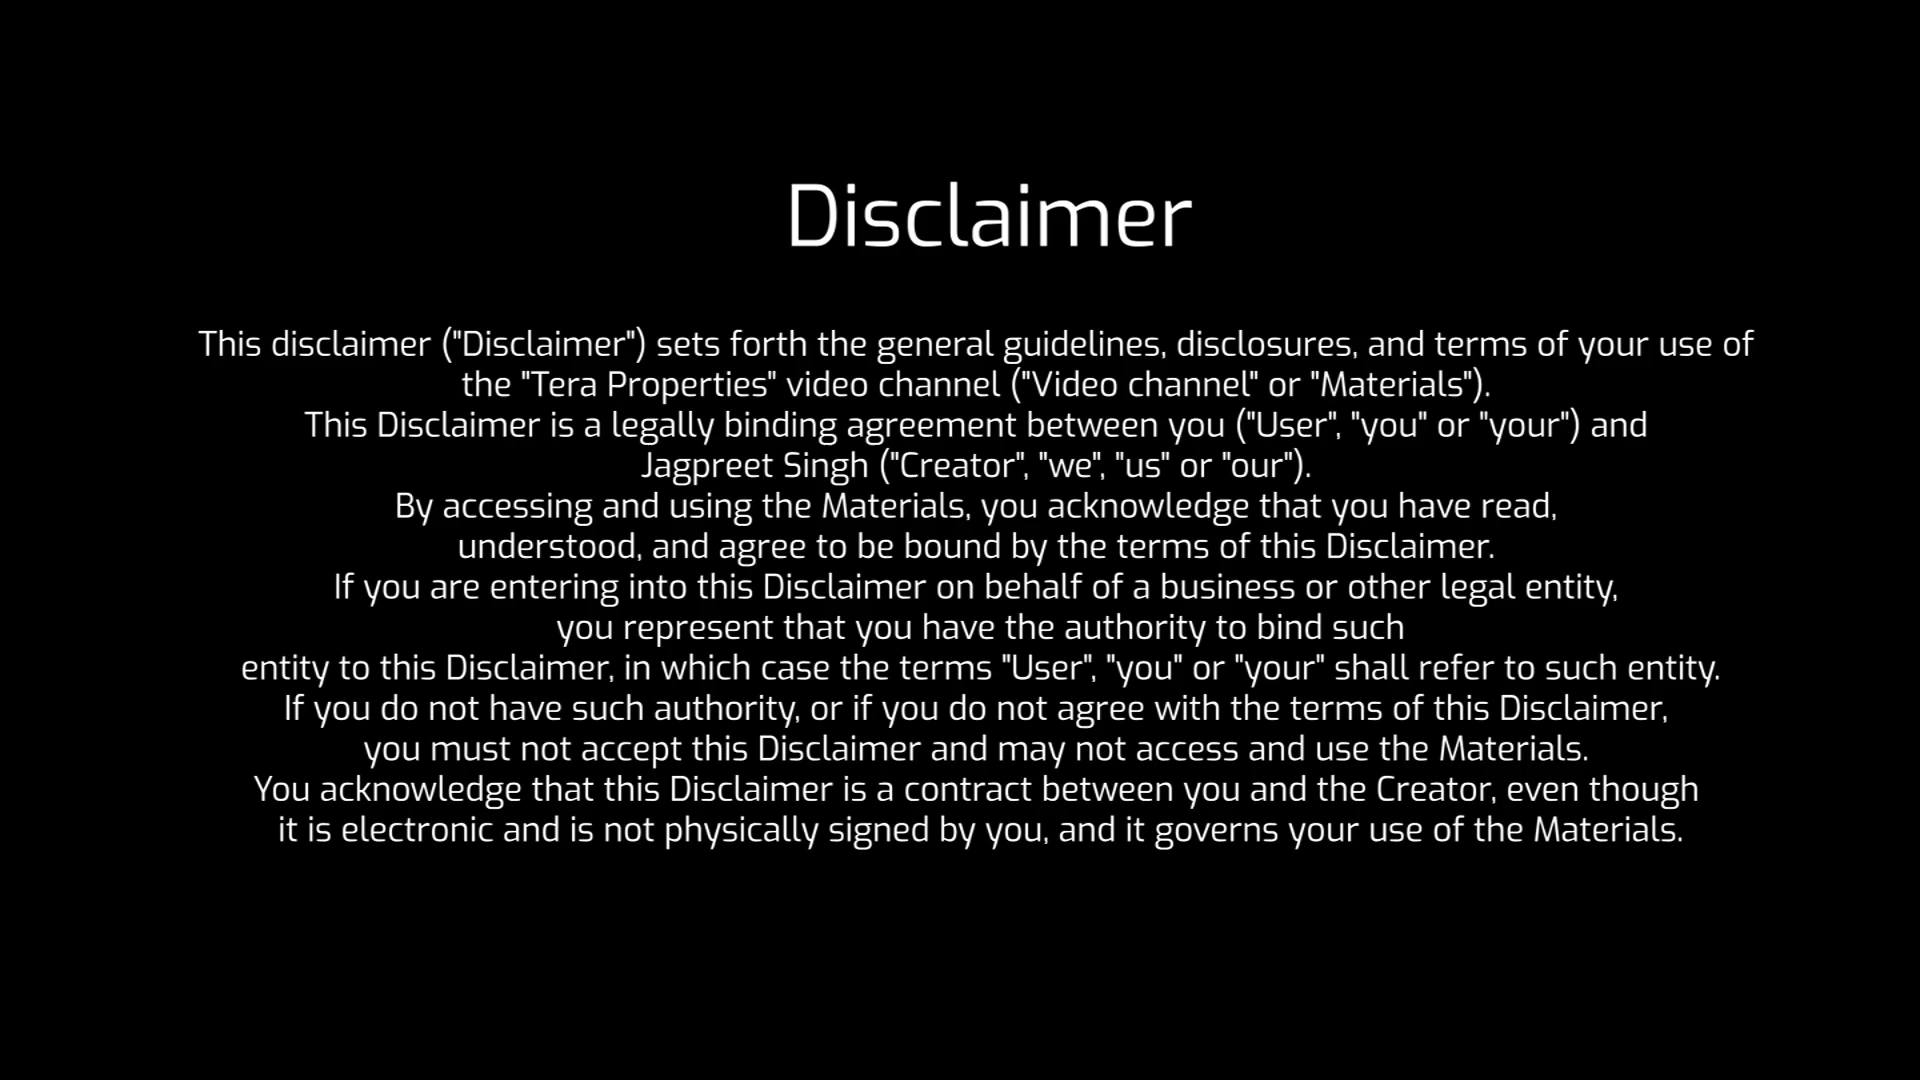 Disclaimer
This disclaimer ("Disclaimer") sets forth the general guidelines, disclosures, and terms of your use of
the "Tera Properties" video channel ("Video channel" or "Materials").
This Disclaimer is a legally binding agreement between you ("User", "you" or "your") and
Jagpreet Singh ("Creator", "we", "us" or "our").
By accessing and using the Materials, you acknowledge that you have read,
understood, and agree to be bound by the terms of this Disclaimer.
If you are entering into this Disclaimer on behalf of a business or other legal entity,
you represent that you have the authority to bind such
entity to this Disclaimer, in which case the terms "User", "you" or "your" shall refer to such entity.
If you do not have such authority, or if you do not agree with the terms of this Disclaimer,
you must not accept this Disclaimer and may not access and use the Materials.
You acknowledge that this Disclaimer is a contract between you and the Creator, even though
it is electronic and is not physically signed by you, and it governs your use of the Materials.